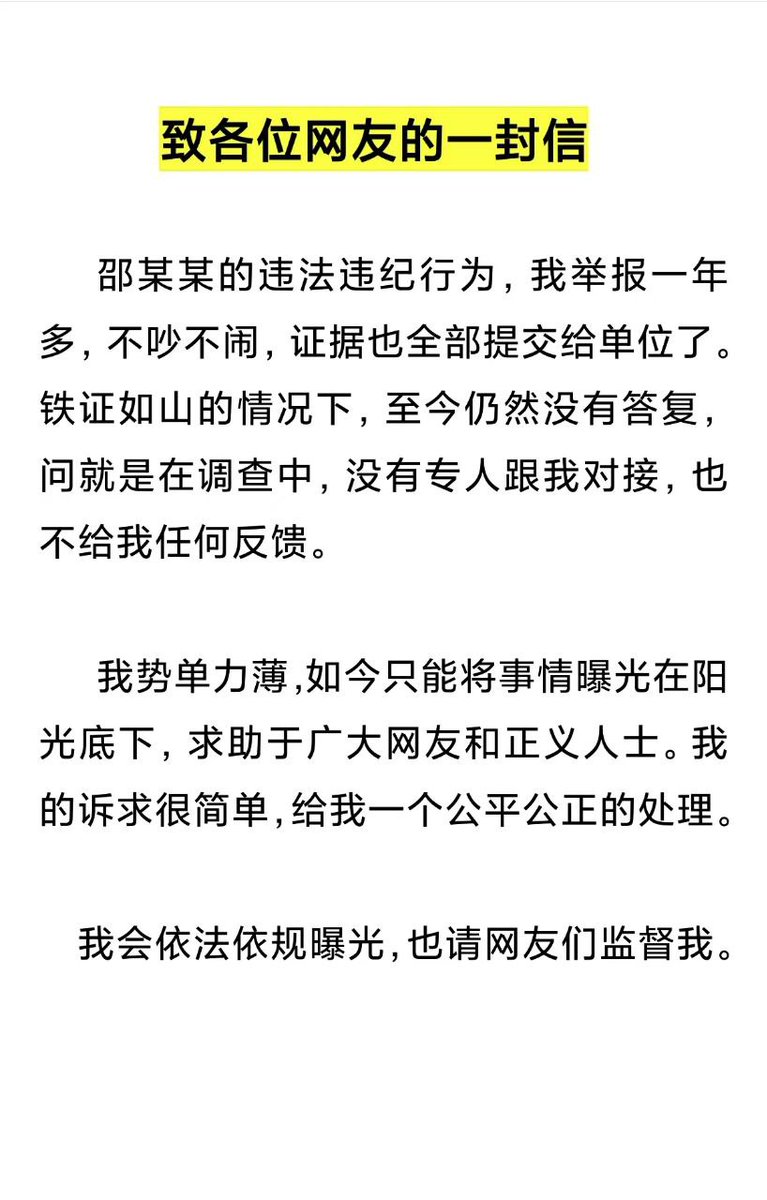 致各位网友的一封信
邵某某的违法违纪行为，我举报一年
多，不吵不闹，证据也全部提交给单位了。
铁证如山的情况下，至今仍然没有答复，
问就是在调查中，没有专人跟我对接，也
不给我任何反馈。
我势单力薄,如今只能将事情曝光在阳
光底下，求助于广大网友和正义人士。我
的诉求很简单,给我一个公平公正的处理。
我会依法依规曝光,也请网友们监督我。